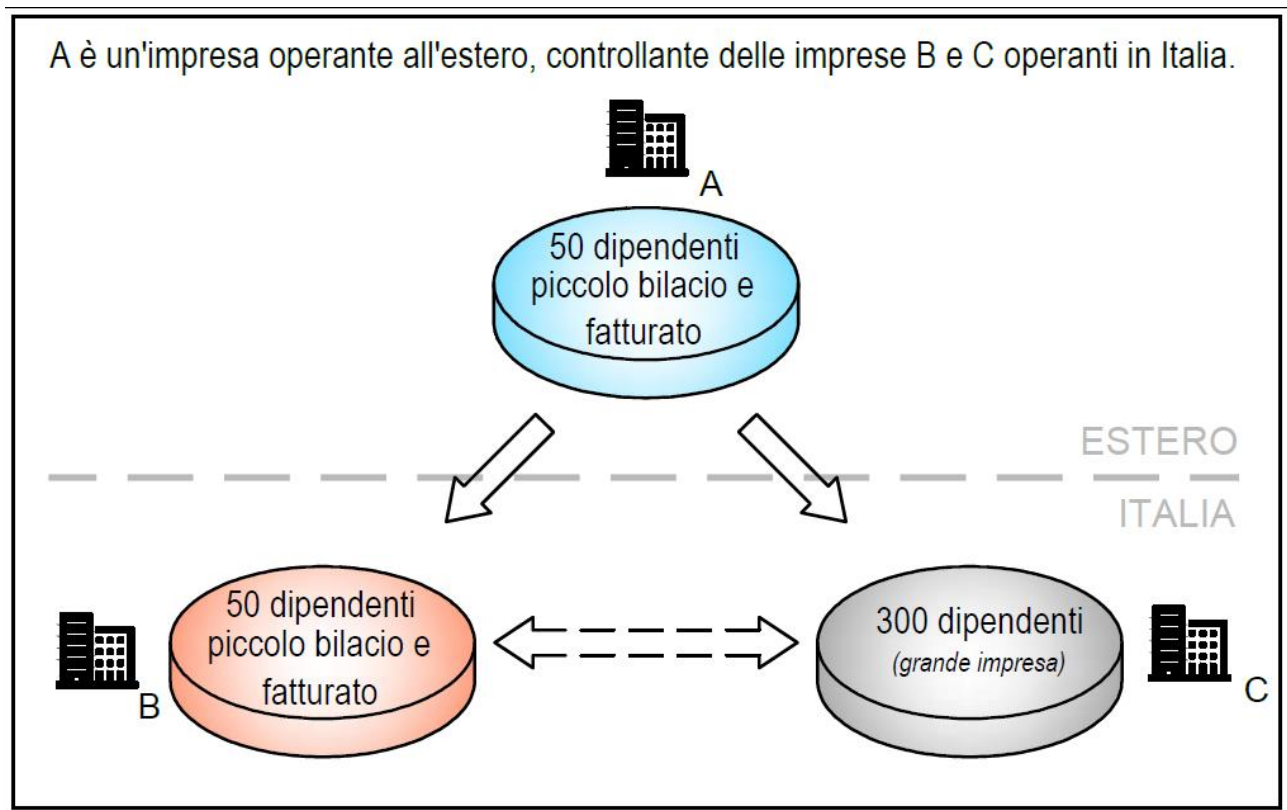 A è un'impresa operante all'estero, controllante delle imprese B e C operanti in Italia.
A
50 dipendenti
piccolo bilacio e
fatturato
ESTERO
ITALIA
50 dipendenti
piccolo bilacio e
fatturato
B
300 dipendenti
(grande impresa)
C